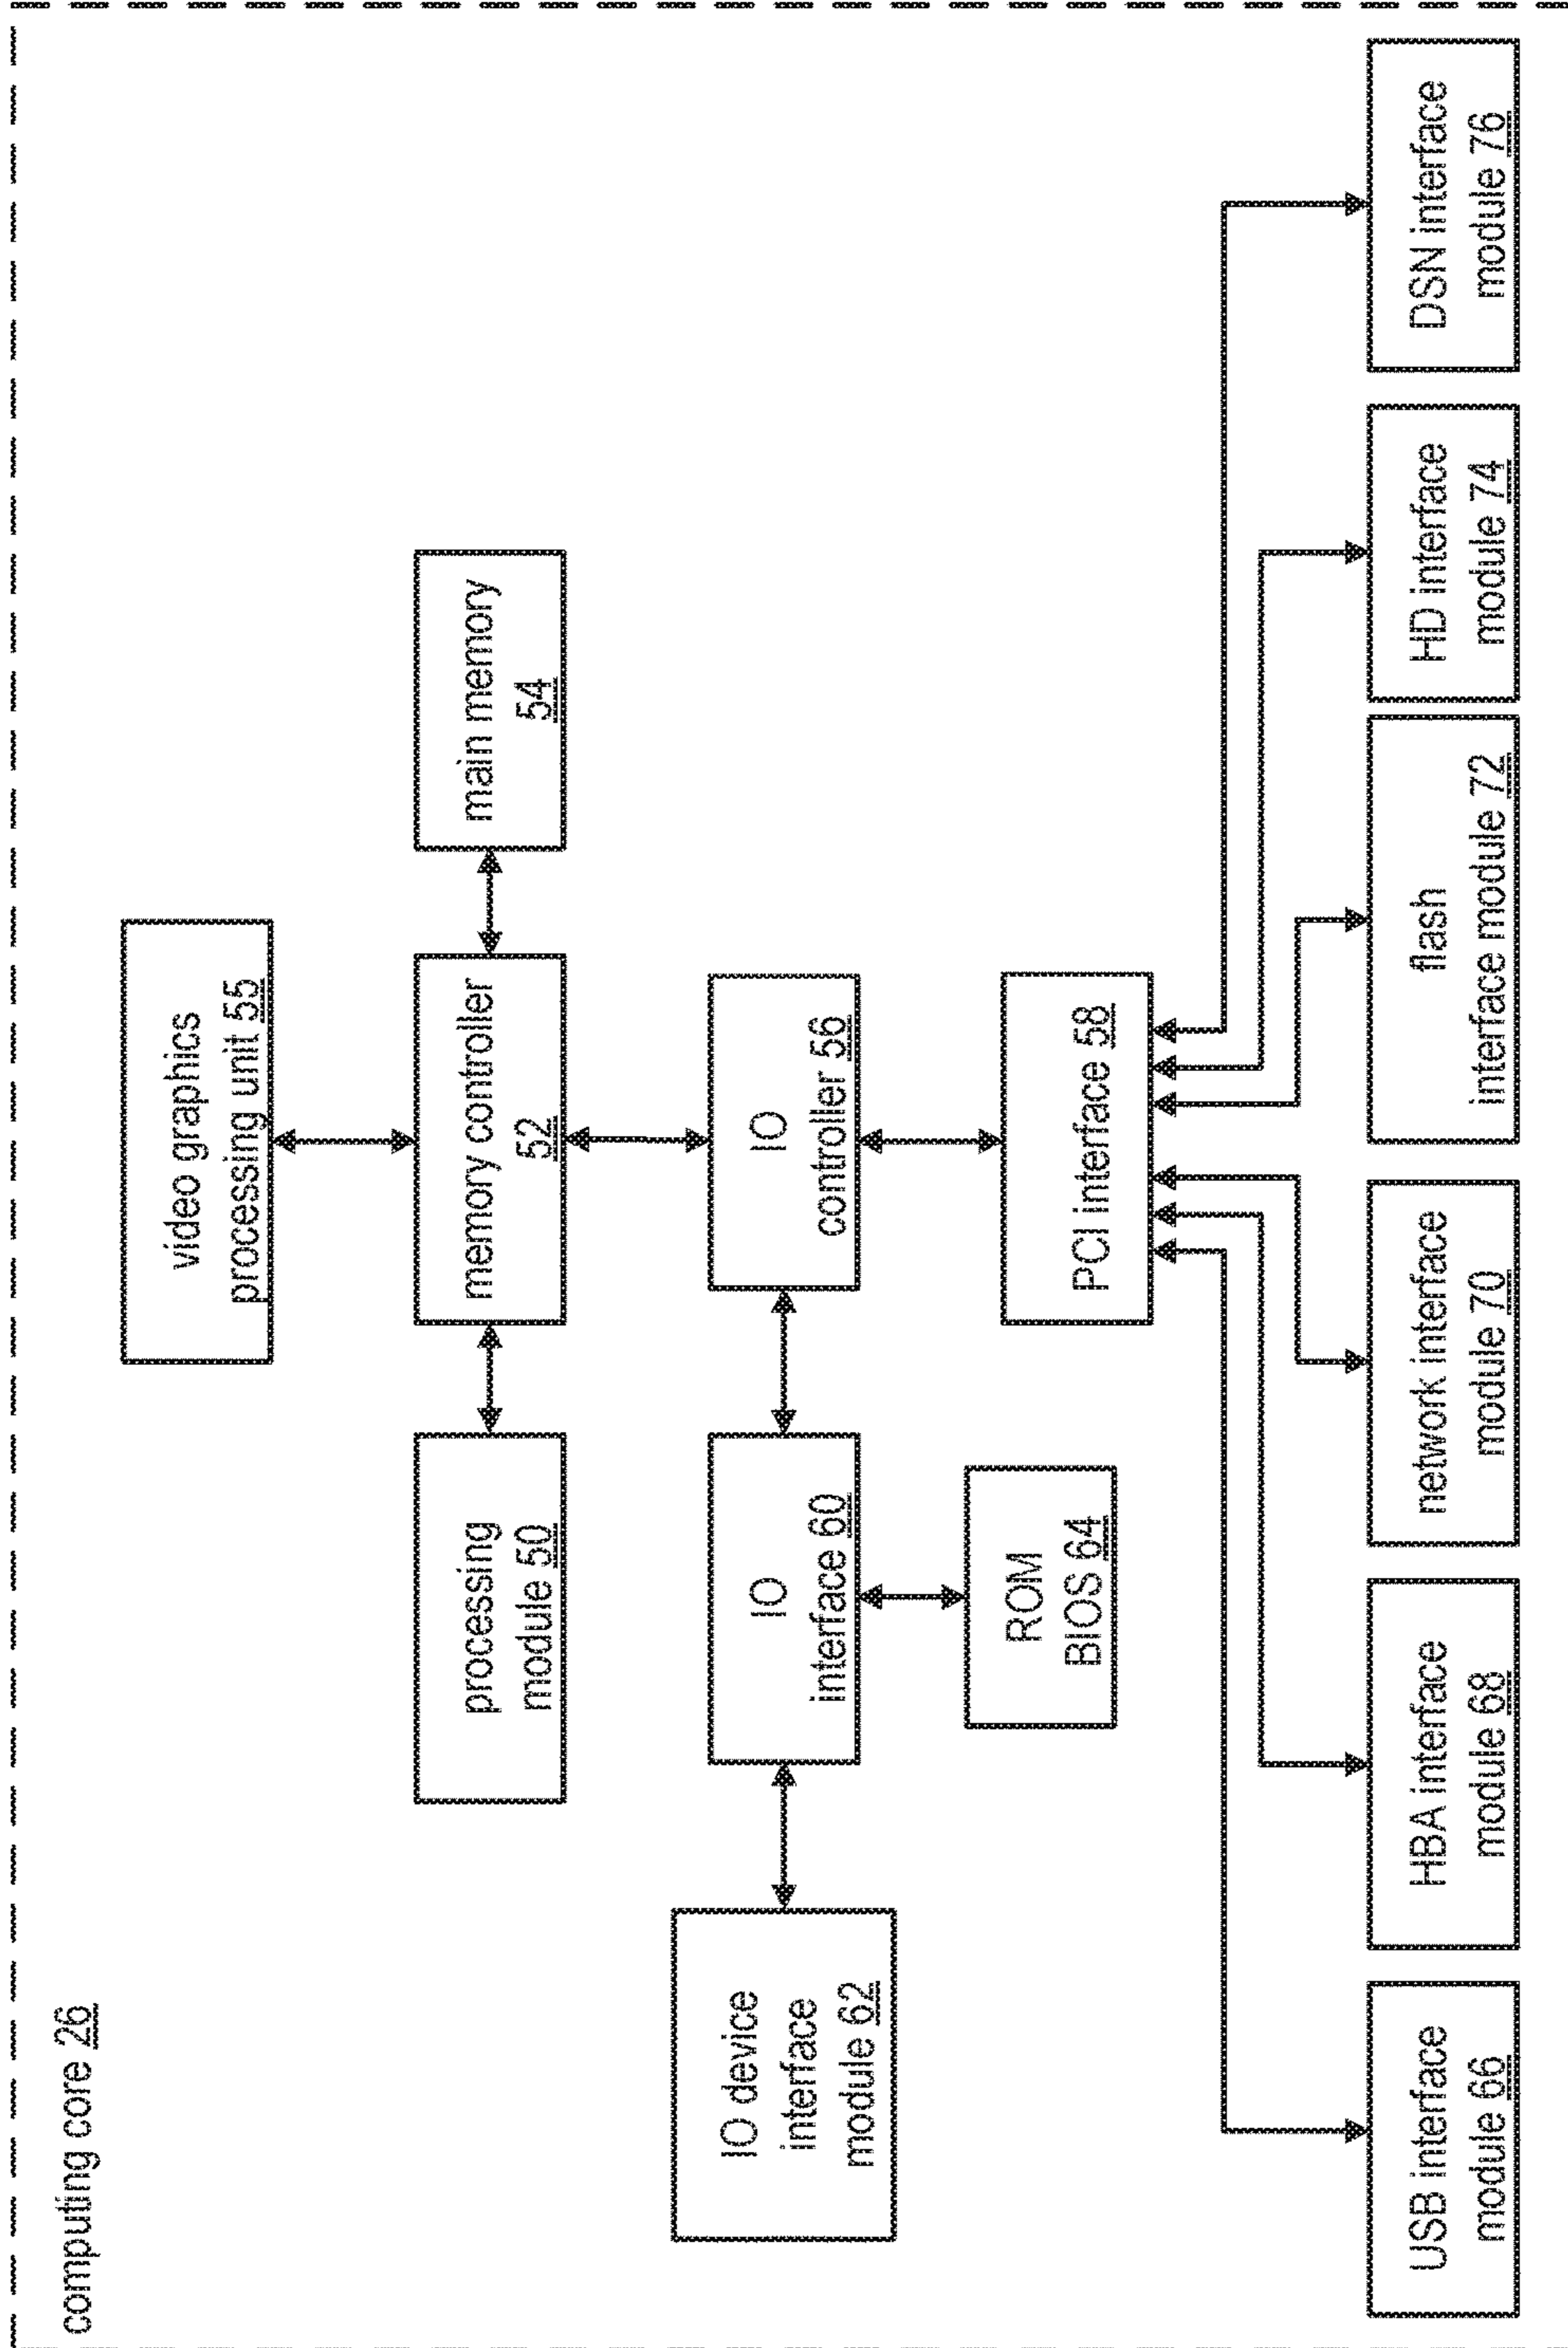 computing core 26
video graphics
processing unit 55
processing
module 50
memory controller
52
main memory
54
IO device
interface
module 62
IO
interface 60
IO
controller 56
ROM
BIOS 64
PCI interface 58
USB interface
module 66
HBA interface
module 68
network interface
module 70
flash
interface module 72
HD interface
module 74
DSN interface
module 76